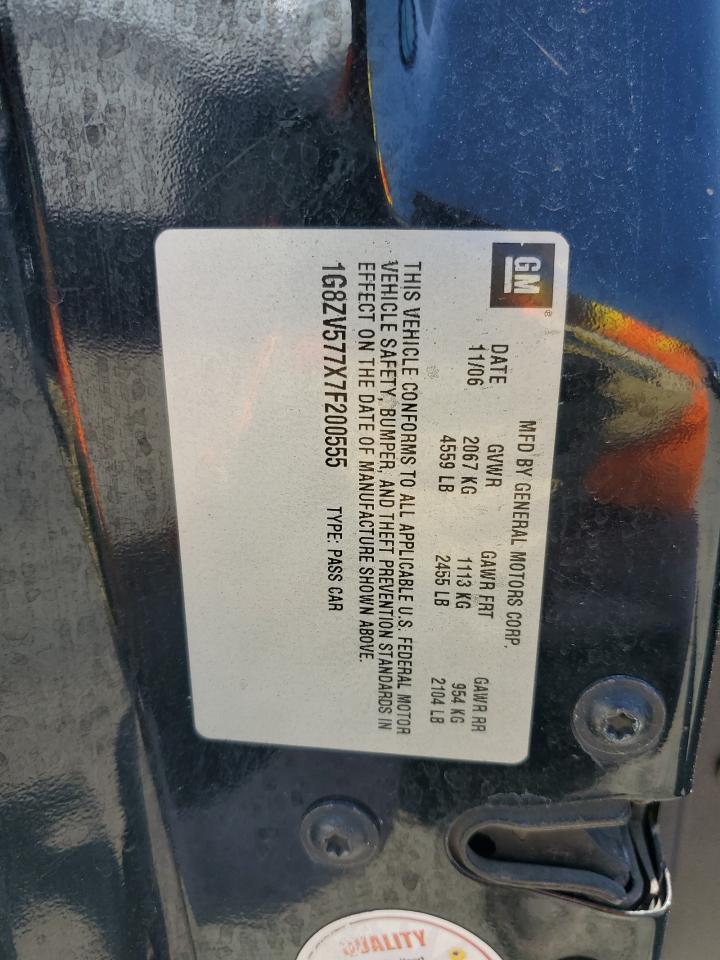 GM
®
MFD BY GENERAL MOTORS CORP.
DATE GVWR GAWR FRT GAWR RR
11/06 2067 KG 1113 KG 954 KG
4559 LB 2455 LB 2104 LB
THIS VEHICLE CONFORMS TO ALL APPLICABLE U.S. FEDERAL MOTOR
VEHICLE SAFETY, BUMPER, AND THEFT PREVENTION STANDARDS IN
EFFECT ON THE DATE OF MANUFACTURE SHOWN ABOVE.
1G8ZV577X7F200555 TYPE: PASS CAR
QUALITY